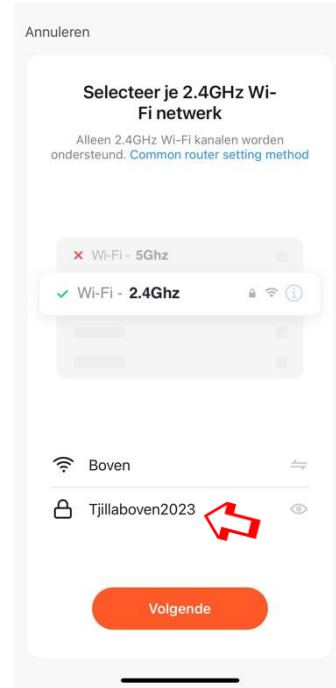 Annuleren
Selecteer je 2.4GHz Wi-
Fi netwerk
Alleen 2.4GHz Wi-Fi kanalen worden
ondersteund. Common router setting method
Wi-Fi - 5Ghz
Wi-Fi - 2.4Ghz
Boven
Tjillaboven2023
Volgende